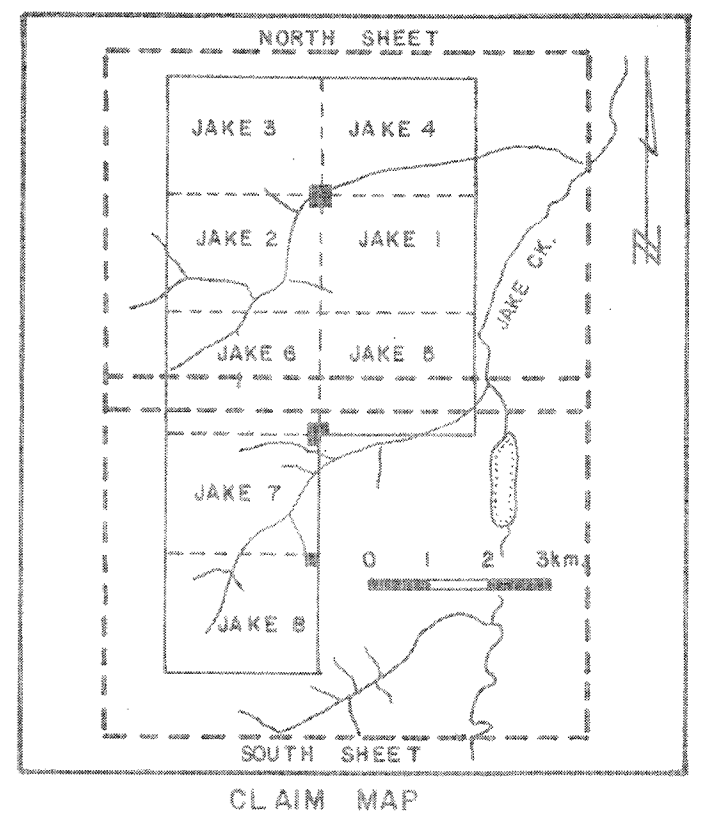 NORTH SHEET
JAKE 3 JAKE 4
JAKE 2 JAKE 1
JAKE CK.
JAKE 6 JAKE 5
JAKE 7
0 1 2 3km.
JAKE 8
SOUTH SHEET
CLAIM MAP
N